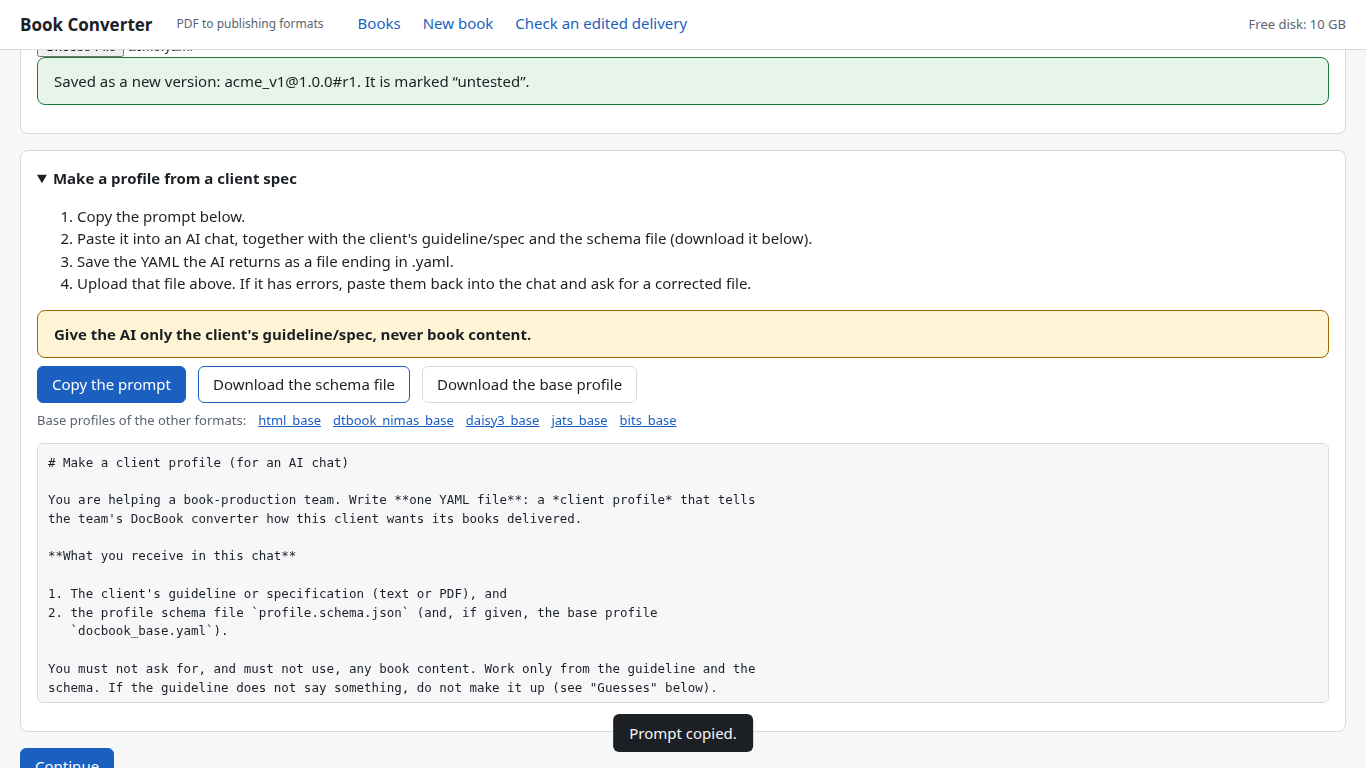 Book Converter PDF to publishing formats Books New book Check an edited delivery Free disk: 10 GB
Saved as a new version: acme_v1@1.0.0#r1. It is marked “untested”.
▼ Make a profile from a client spec
1. Copy the prompt below.
2. Paste it into an AI chat, together with the client's guideline/spec and the schema file (download it below).
3. Save the YAML the AI returns as a file ending in .yaml.
4. Upload that file above. If it has errors, paste them back into the chat and ask for a corrected file.
Give the AI only the client's guideline/spec, never book content.
Copy the prompt Download the schema file Download the base profile
Base profiles of the other formats: html_base dtbook_nimas_base daisy3_base jats_base bits_base
# Make a client profile (for an AI chat)
You are helping a book-production team. Write **one YAML file**: a *client profile* that tells
the team's DocBook converter how this client wants its books delivered.
**What you receive in this chat**
1. The client's guideline or specification (text or PDF), and
2. the profile schema file `profile.schema.json` (and, if given, the base profile
`docbook_base.yaml`).
You must not ask for, and must not use, any book content. Work only from the guideline and the
schema. If the guideline does not say something, do not make it up (see "Guesses" below).
Prompt copied.
Continue